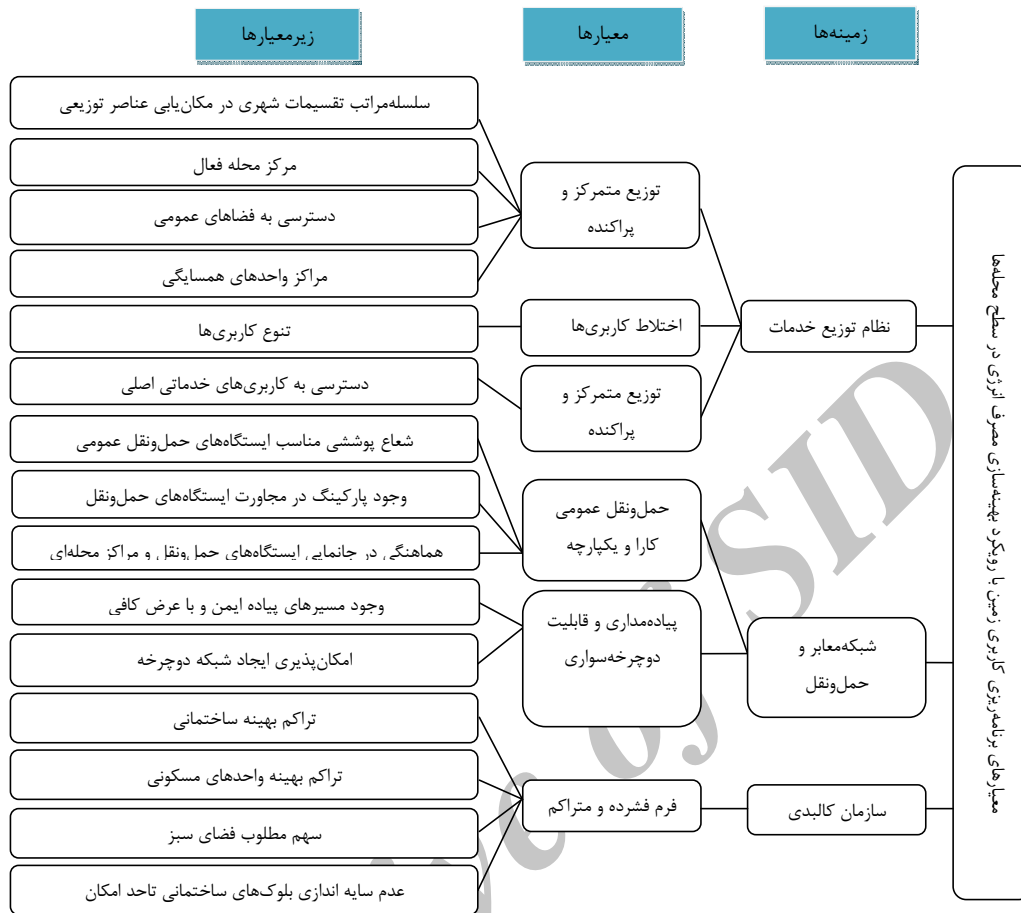 زمینه‌ها
معیارها
زیرمعیارها
معیارهای برنامه‌ریزی کاربری زمین با رویکرد بهینه‌سازی مصرف انرژی در سطح محله‌ها
نظام توزیع خدمات
توزیع متمرکز و
پراکنده
سلسله‌مراتب تقسیمات شهری در مکان‌یابی عناصر توزیعی
مرکز محله فعال
دسترسی به فضاهای عمومی
مراکز واحدهای همسایگی
اختلاط کاربری‌ها
تنوع کاربری‌ها
توزیع متمرکز و
پراکنده
دسترسی به کاربری‌های خدماتی اصلی
شبکه‌معابر و
حمل‌ونقل
حمل‌ونقل عمومی
کارا و یکپارچه
شعاع پوششی مناسب ایستگاه‌های حمل‌ونقل عمومی
وجود پارکینگ در مجاورت ایستگاه‌های حمل‌ونقل
هماهنگی در جانمایی ایستگاه‌های حمل‌ونقل و مراکز محله‌ای
پیاده‌مداری و قابلیت
دوچرخه‌سواری
وجود مسیرهای پیاده ایمن و با عرض کافی
امکان‌پذیری ایجاد شبکه دوچرخه
سازمان کالبدی
فرم فشرده و متراکم
تراکم بهینه ساختمانی
تراکم بهینه واحدهای مسکونی
سهم مطلوب فضای سبز
عدم سایه اندازی بلوک‌های ساختمانی تاحد امکان
ive of SID